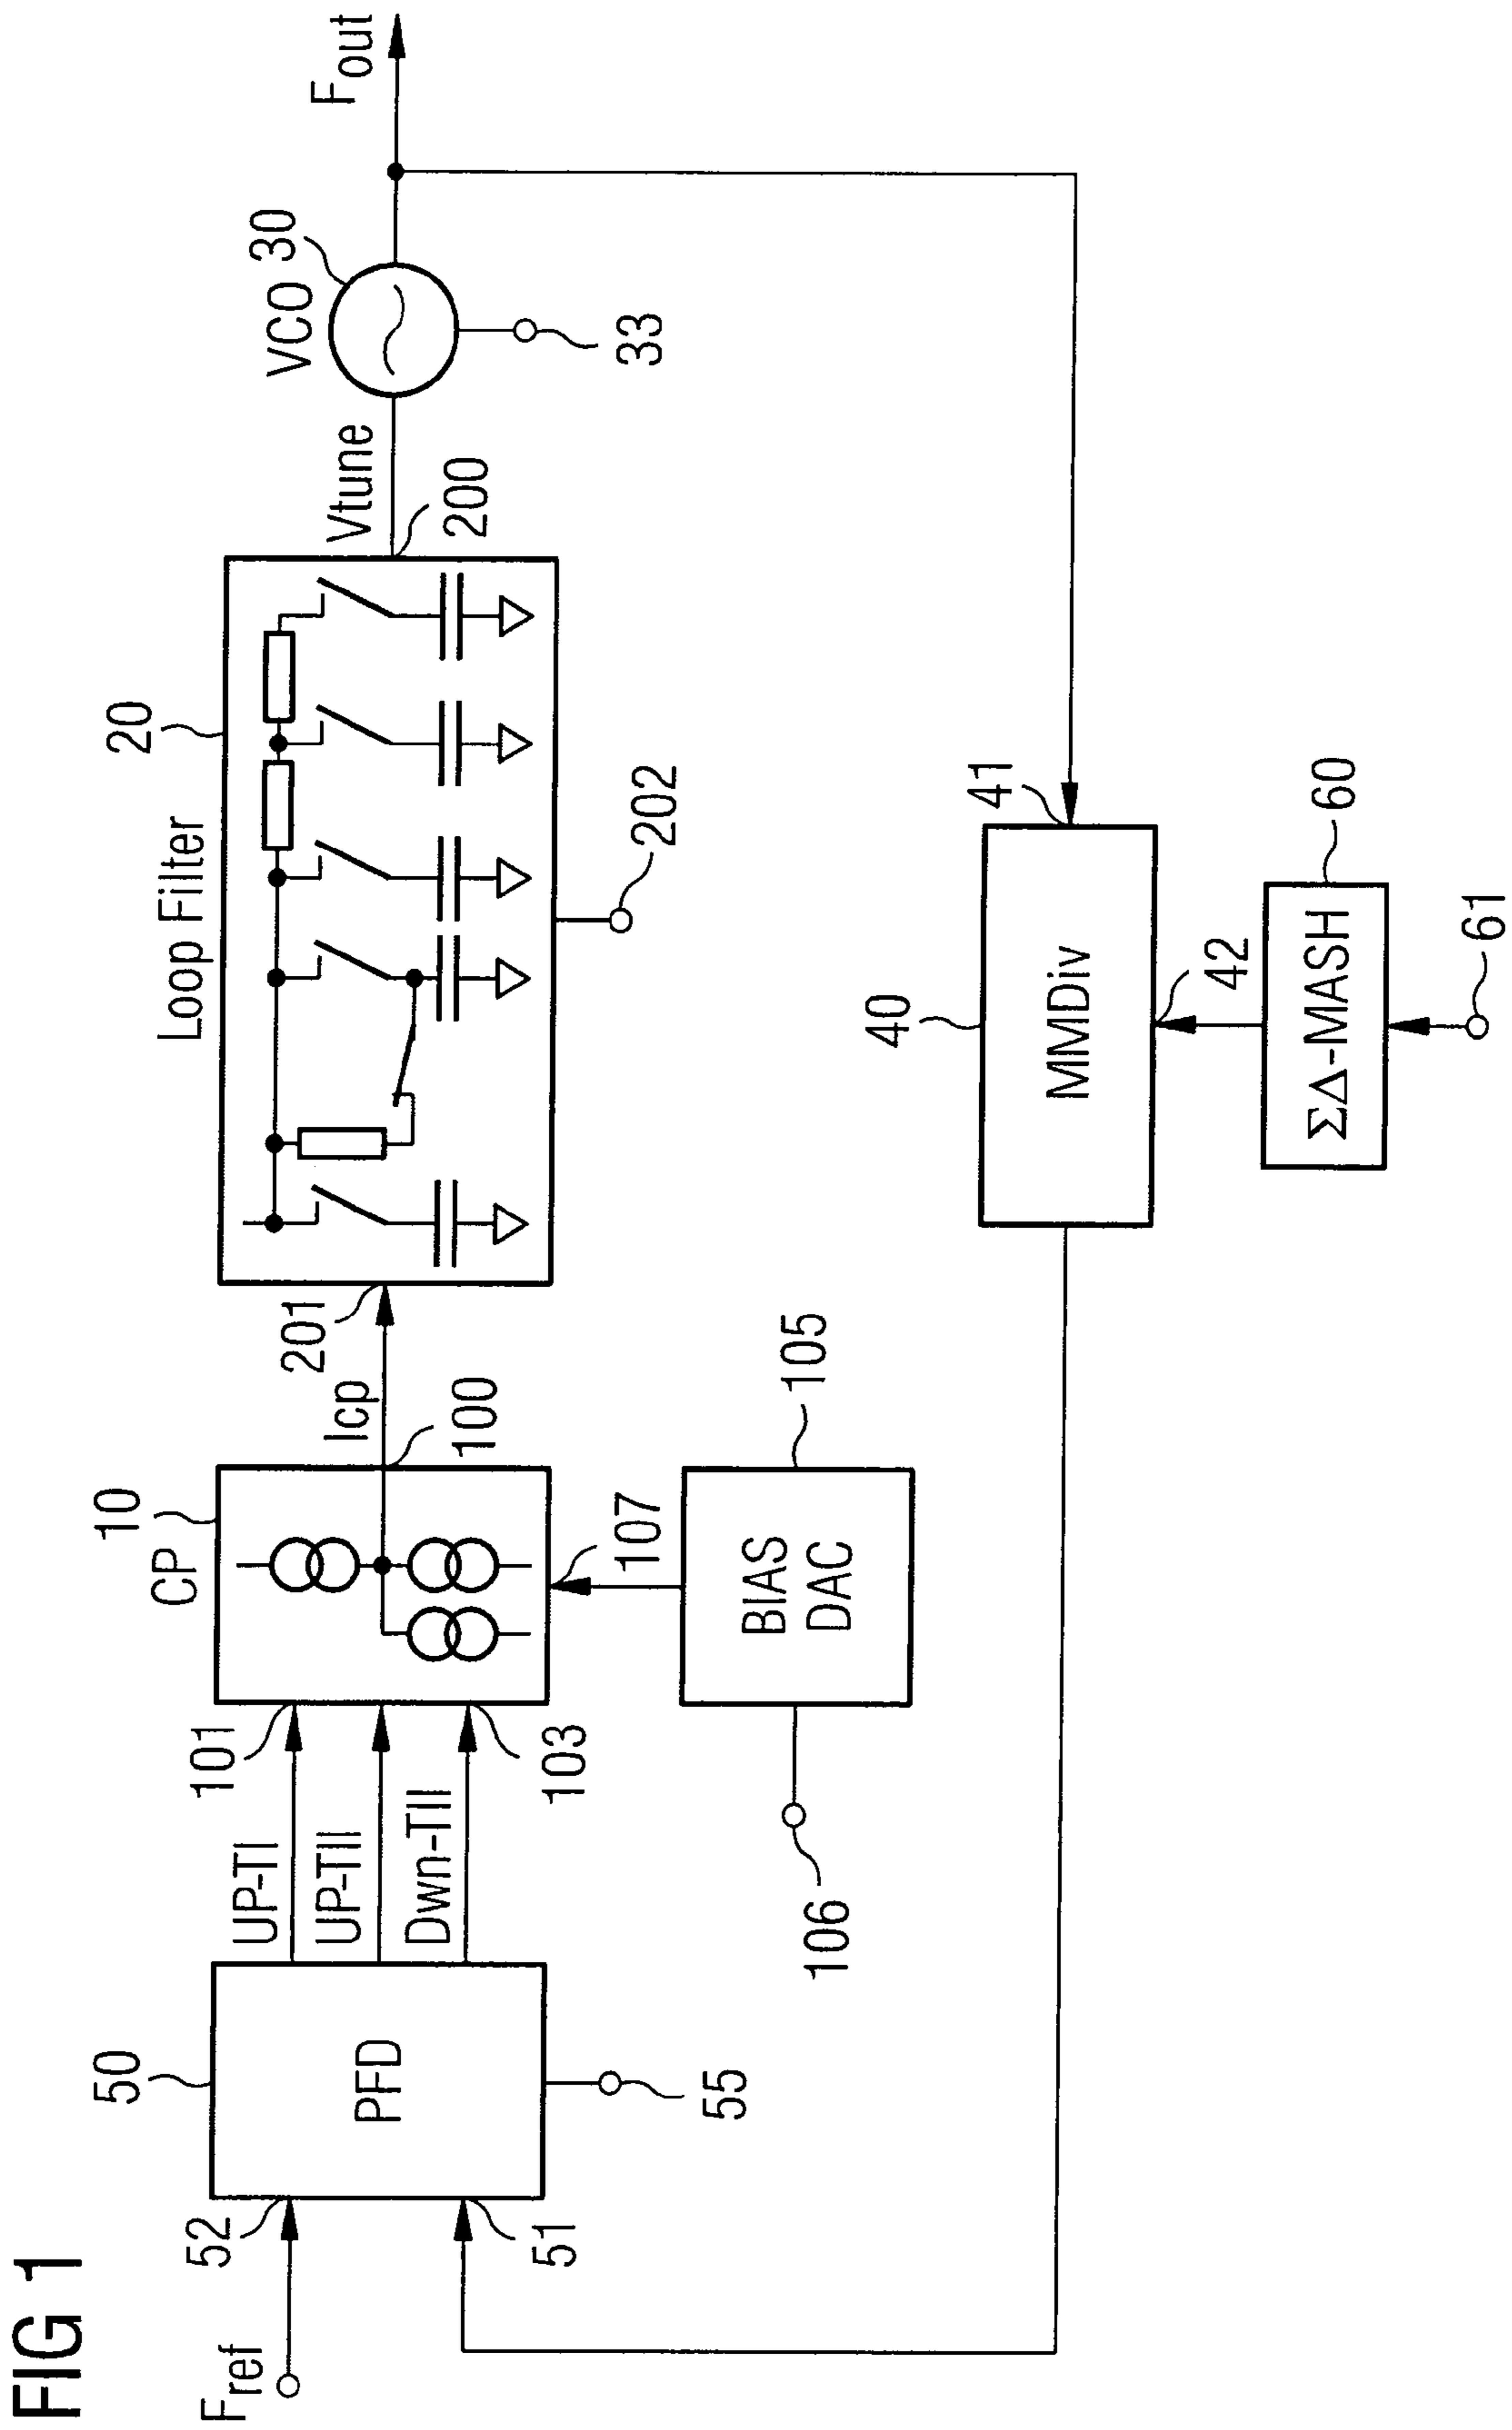 FIG 1
Fref
52
51
50
PFD
55
UP-TI
UP-TII
Dwn-TII
101
103
10
CP
107
BIAS
DAC
105
106
Icp
100
201
20
Loop Filter
202
Vtune
200
VCO 30
33
Fout
40
MMDiv
41
42
ΣΔ-MASH
60
61